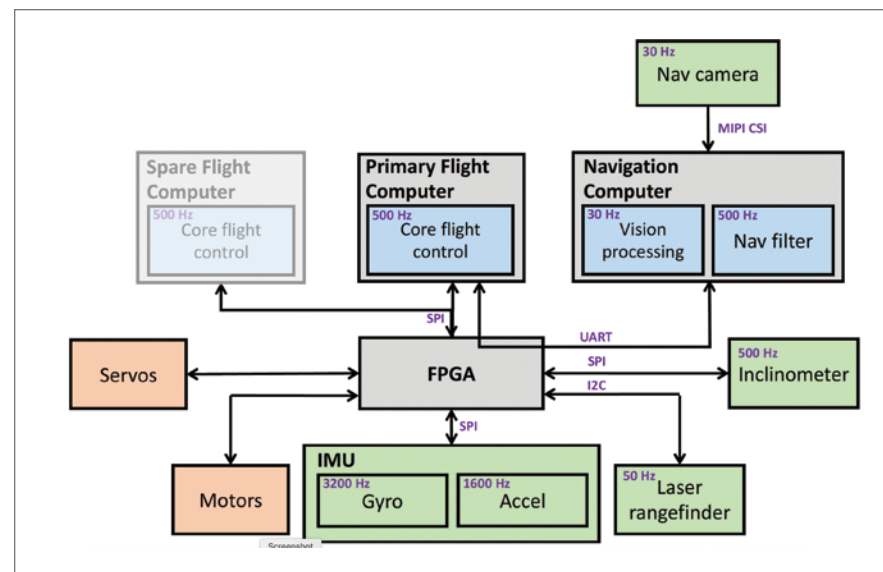 30 Hz
Nav camera
MIPI CSI
Spare Flight
Computer
500 Hz
Core flight
control
Primary Flight
Computer
500 Hz
Core flight
control
Navigation
Computer
30 Hz
Vision
processing
500 Hz
Nav filter
SPI
UART
Servos
FPGA
SPI
I2C
500 Hz
Inclinometer
SPI
Motors
IMU
3200 Hz
Gyro
1600 Hz
Accel
50 Hz
Laser
rangefinder
Screenshot